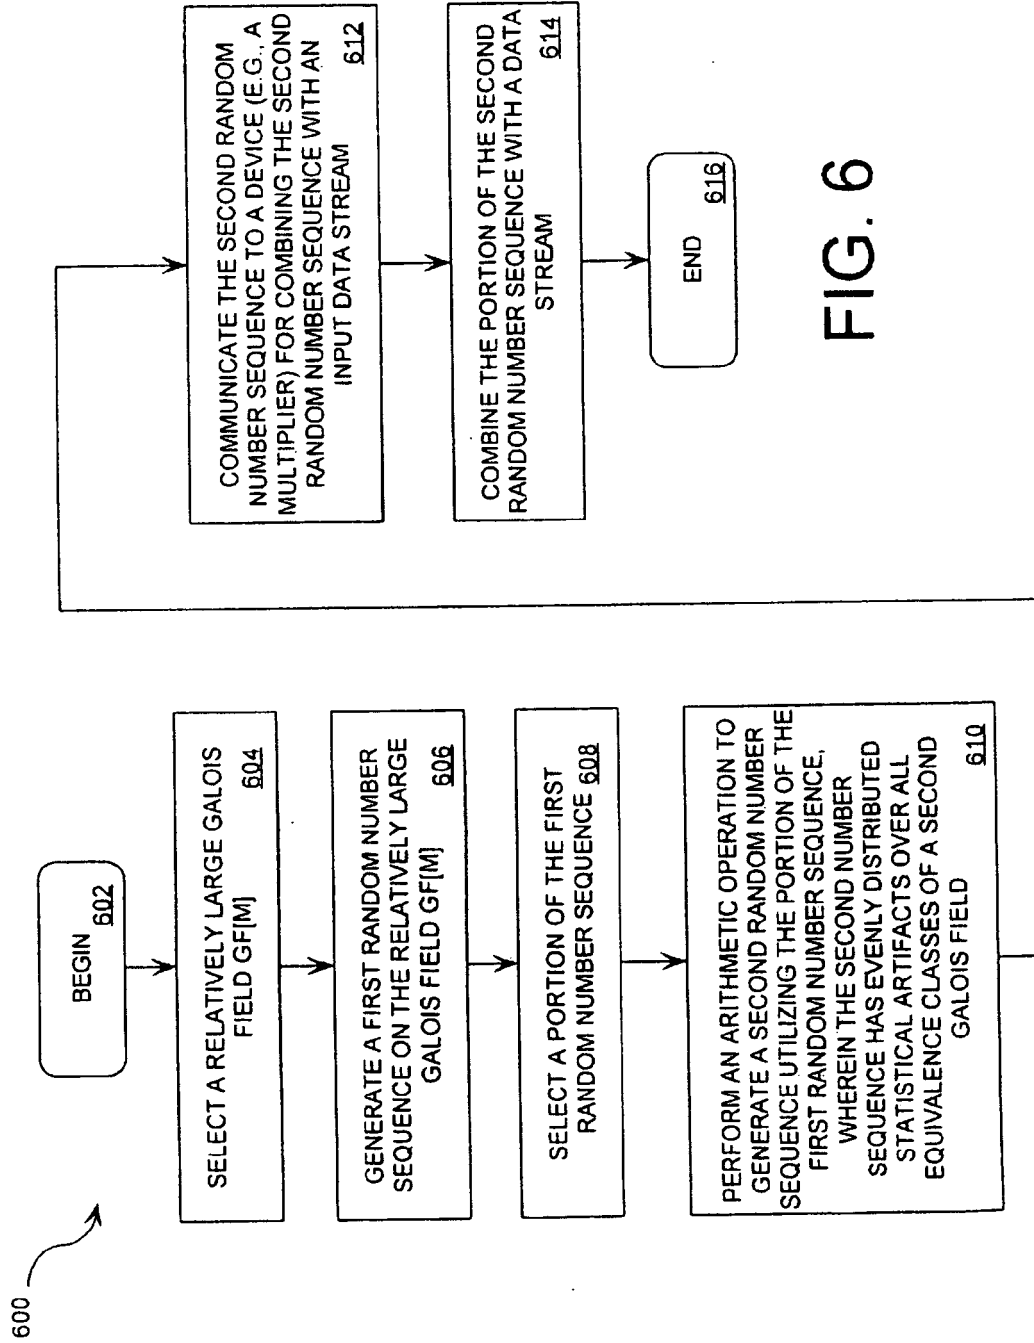 600
BEGIN
602
SELECT A RELATIVELY LARGE GALOIS
FIELD GF[M]
604
GENERATE A FIRST RANDOM NUMBER
SEQUENCE ON THE RELATIVELY LARGE
GALOIS FIELD GF[M]
606
SELECT A PORTION OF THE FIRST
RANDOM NUMBER SEQUENCE
608
PERFORM AN ARITHMETIC OPERATION TO
GENERATE A SECOND RANDOM NUMBER
SEQUENCE UTILIZING THE PORTION OF THE
FIRST RANDOM NUMBER SEQUENCE,
WHEREIN THE SECOND NUMBER
SEQUENCE HAS EVENLY DISTRIBUTED
STATISTICAL ARTIFACTS OVER ALL
EQUIVALENCE CLASSES OF A SECOND
GALOIS FIELD
610
COMMUNICATE THE SECOND RANDOM
NUMBER SEQUENCE TO A DEVICE (E.G., A
MULTIPLIER) FOR COMBINING THE SECOND
RANDOM NUMBER SEQUENCE WITH AN
INPUT DATA STREAM
612
COMBINE THE PORTION OF THE SECOND
RANDOM NUMBER SEQUENCE WITH A DATA
STREAM
614
END
616
FIG. 6